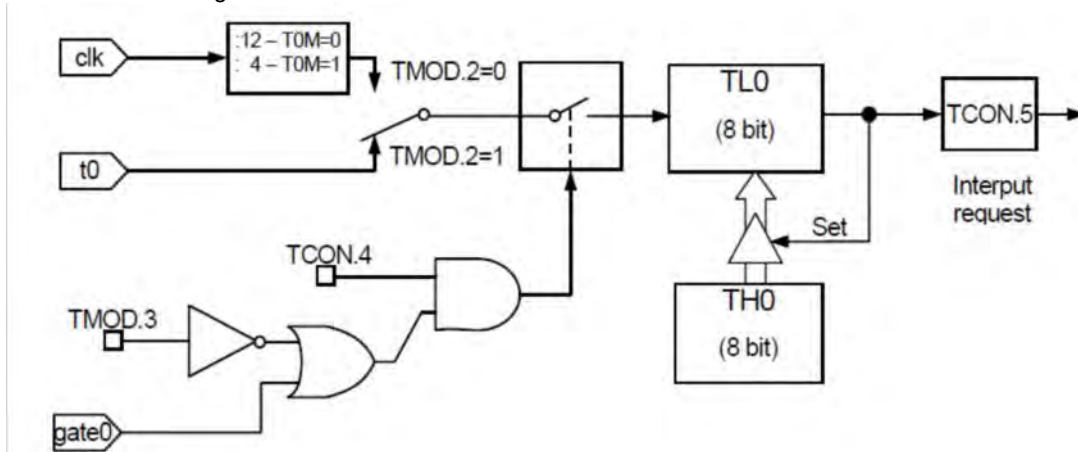 clk
:12 – T0M=0
: 4 – T0M=1
TMOD.2=0
TL0
(8 bit)
TCON.5
t0
TMOD.2=1
Interput
request
Set
TCON.4
TH0
(8 bit)
TMOD.3
gate0